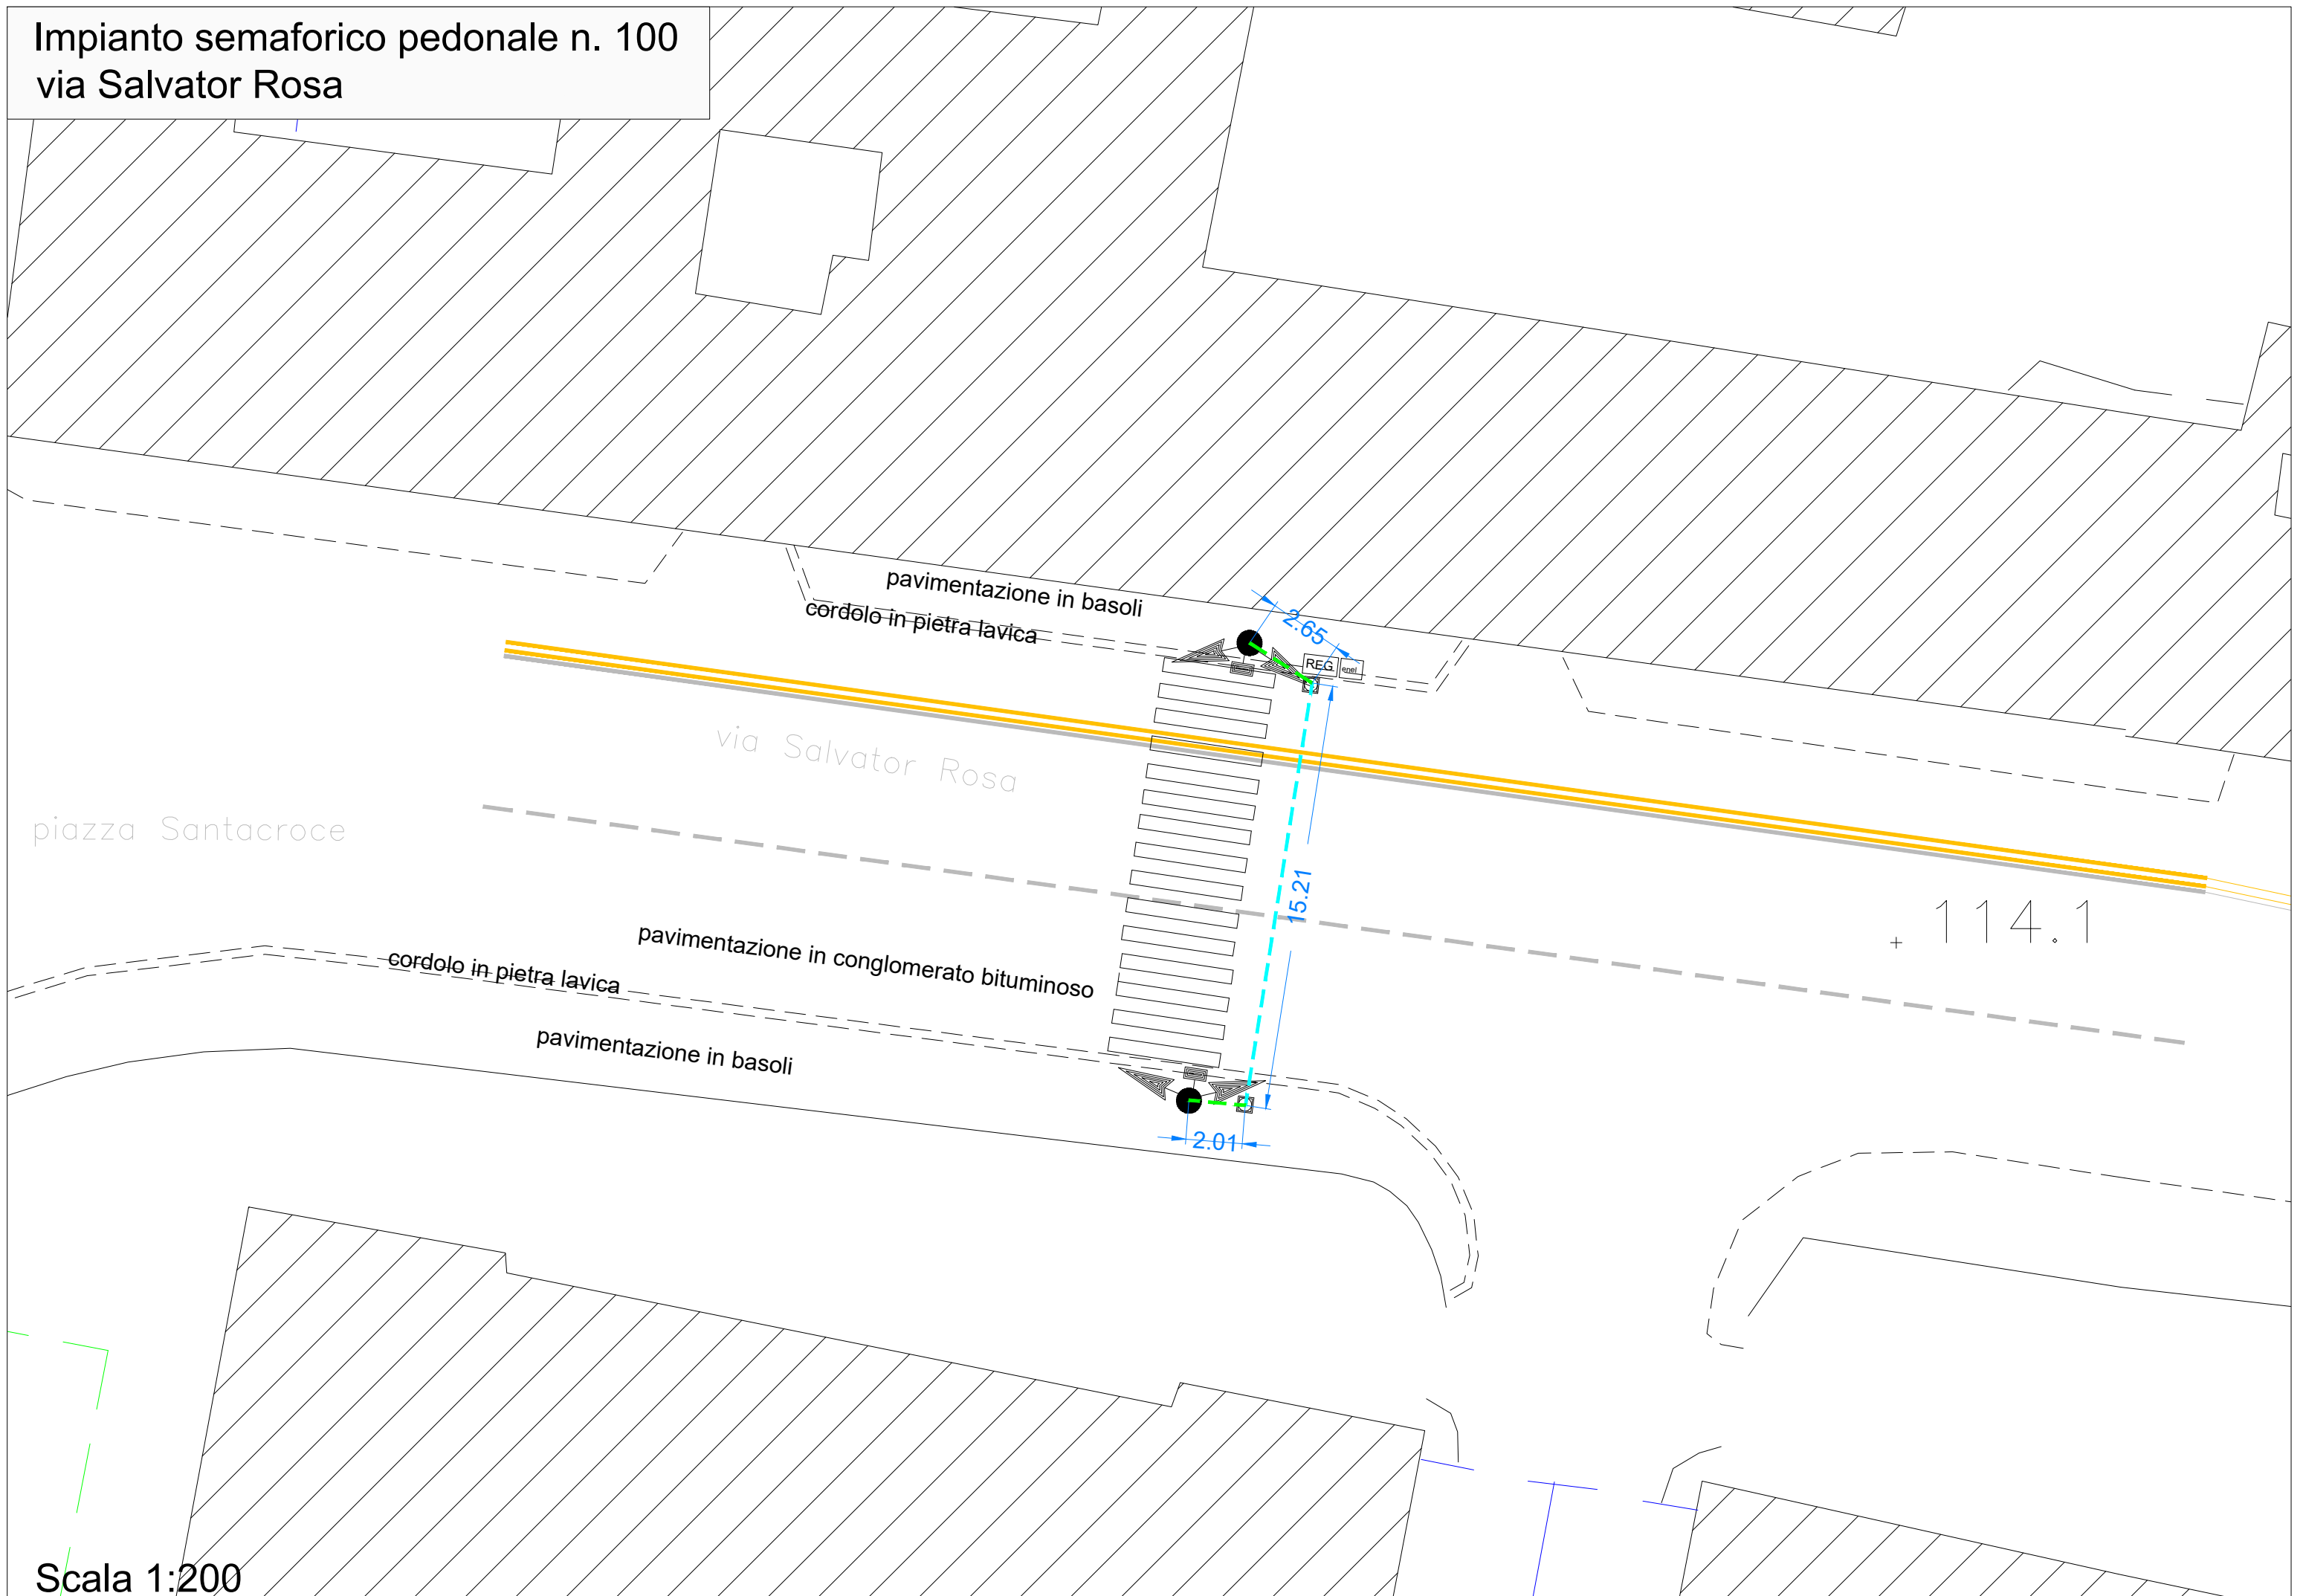 Impianto semaforico pedonale n. 100
via Salvator Rosa
pavimentazione in basoli
cordolo in pietra lavica
2.65
REG.
enel
via Salvator Rosa
piazza Santacroce
15.21
114.1
pavimentazione in conglomerato bituminoso
cordolo in pietra lavica
pavimentazione in basoli
2.01
Scala 1:200